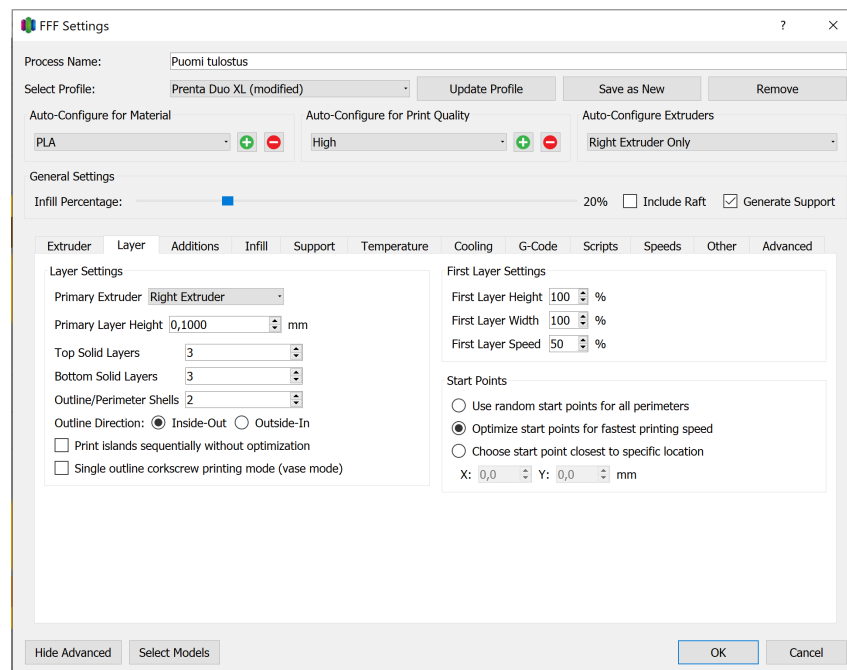 FFF Settings ?
Process Name: Puomi tulostus
Select Profile: Prenta Duo XL (modified) Update Profile Save as New Remove
Auto-Configure for Material Auto-Configure for Print Quality Auto-Configure Extruders
PLA High Right Extruder Only
General Settings
Infill Percentage: 20% Include Raft Generate Support
Extruder Layer Additions Infill Support Temperature Cooling G-Code Scripts Speeds Other Advanced
Layer Settings
Primary Extruder Right Extruder
Primary Layer Height 0,1000 mm
Top Solid Layers 3
Bottom Solid Layers 3
Outline/Perimeter Shells 2
Outline Direction: Inside-Out Outside-In
Print islands sequentially without optimization
Single outline corkscrew printing mode (vase mode)
First Layer Settings
First Layer Height 100 %
First Layer Width 100 %
First Layer Speed 50 %
Start Points
Use random start points for all perimeters
Optimize start points for fastest printing speed
Choose start point closest to specific location
X: 0,0 Y: 0,0 mm
Hide Advanced Select Models OK Cancel